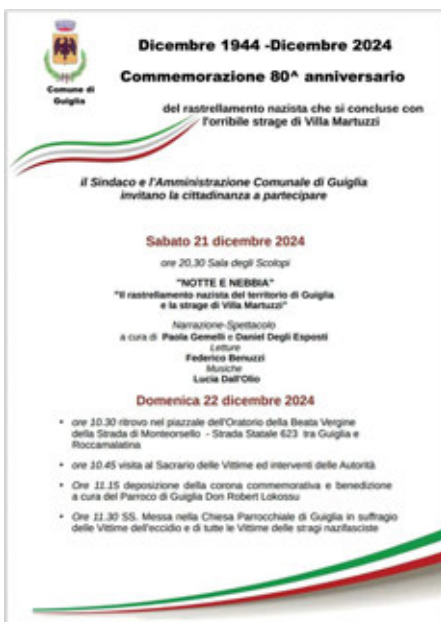 Comune di
Guiglia
Dicembre 1944 -Dicembre 2024
Commemorazione 80^ anniversario
del rastrellamento nazista che si concluse con
l'orribile strage di Villa Martuzzi
il Sindaco e l'Amministrazione Comunale di Guiglia
invitano la cittadinanza a partecipare
Sabato 21 dicembre 2024
ore 20,30 Sala degli Scolopi
"NOTTE E NEBBIA"
"Il rastrellamento nazista del territorio di Guiglia
e la strage di Villa Martuzzi"
Narrazione-Spettacolo
a cura di Paola Gemelli e Daniel Degli Esposti
Letture
Federico Benuzzi
Musiche
Lucia Dall'Olio
Domenica 22 dicembre 2024
• ore 10.30 ritrovo nel piazzale dell'Oratorio della Beata Vergine
della Strada di Monteorsello - Strada Statale 623 tra Guiglia e
Roccamalatina
• ore 10.45 visita al Sacrario delle Vittime ed interventi delle Autorità
• Ore 11.15 deposizione della corona commemorativa e benedizione
a cura del Parroco di Guiglia Don Robert Lokossu
• Ore 11.30 SS. Messa nella Chiesa Parrocchiale di Guiglia in suffragio
delle Vittime dell'eccidio e di tutte le Vittime delle stragi nazifasciste